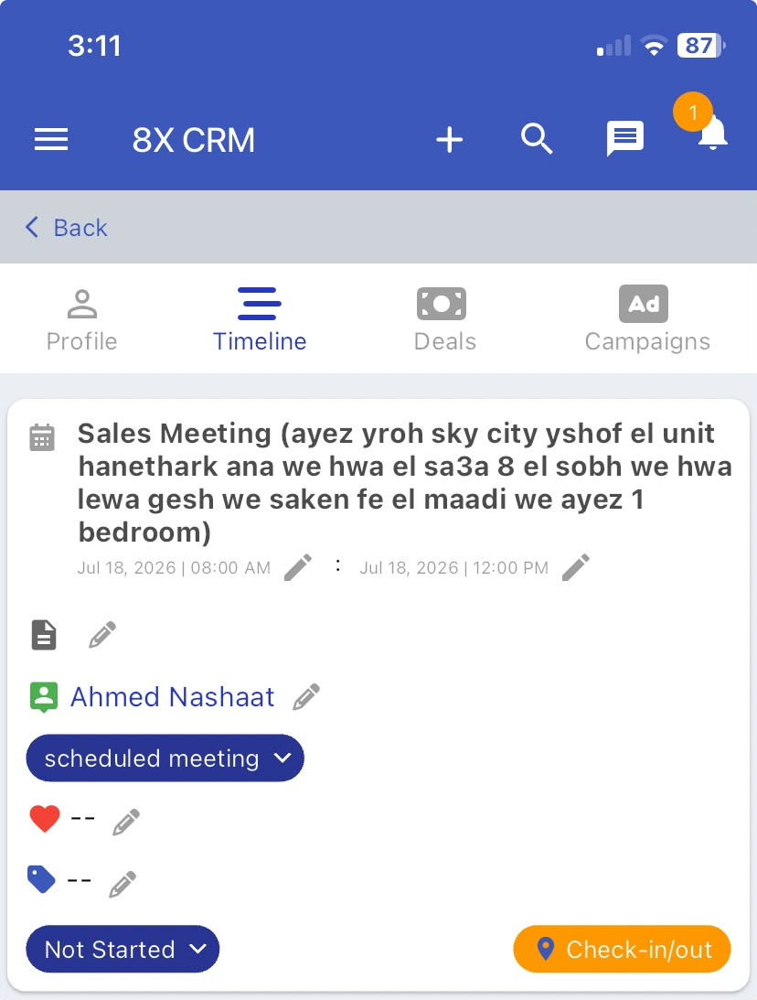 3:11
87
8X CRM
1
Back
Profile
Timeline
Deals
Ad
Campaigns
Sales Meeting (ayez yroh sky city yshof el unit
hanethark ana we hwa el sa3a 8 el sobh we hwa
lewa gesh we saken fe el maadi we ayez 1
bedroom)
Jul 18, 2026 | 08:00 AM : Jul 18, 2026 | 12:00 PM
Ahmed Nashaat
scheduled meeting
--
--
Not Started
Check-in/out